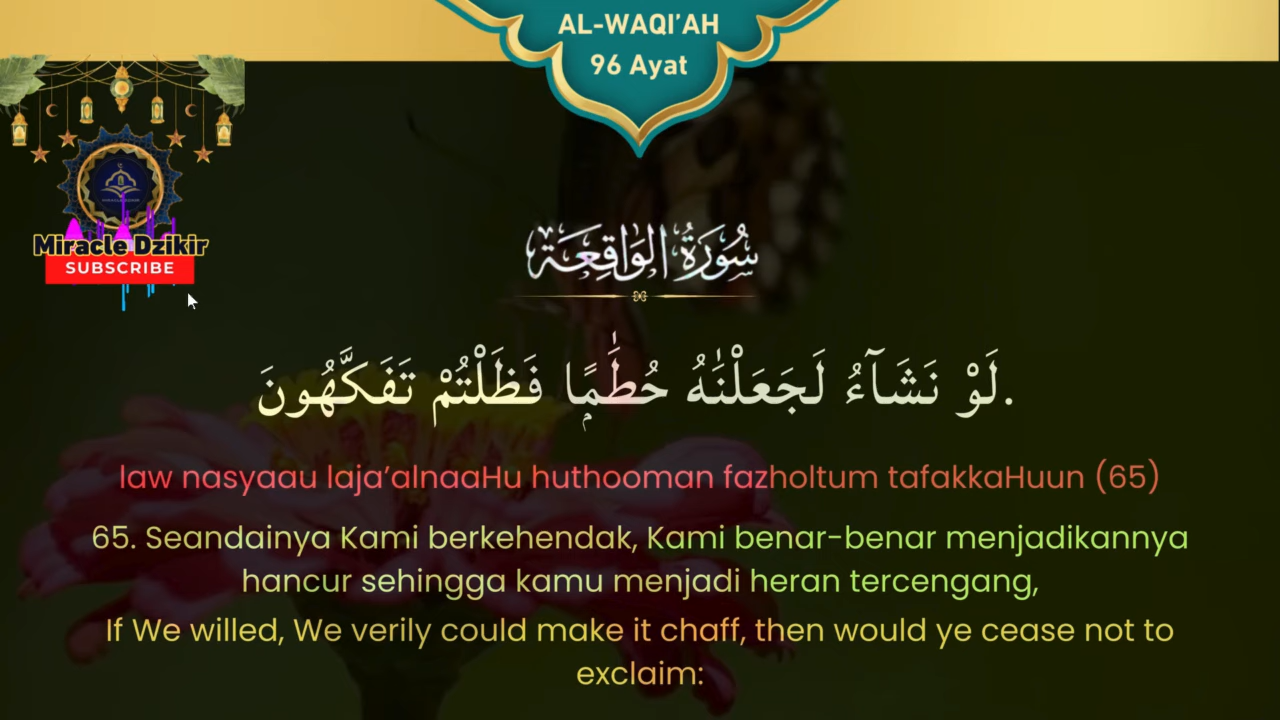 AL-WAQI’AH
96 Ayat
Miracle Dzikir
SUBSCRIBE
سُوْرَةُ الوَاقِعَة
لَوْ نَشَآءُ لَجَعَلْنَٰهُ حُطَٰمًۭا فَظَلْتُمْ تَفَكَّهُونَ.
law nasyaau laja’alnaaHu huthooman fazholtum tafakkaHuun (65)
65. Seandainya Kami berkehendak, Kami benar-benar menjadikannya
hancur sehingga kamu menjadi heran tercengang,
If We willed, We verily could make it chaff, then would ye cease not to
exclaim: